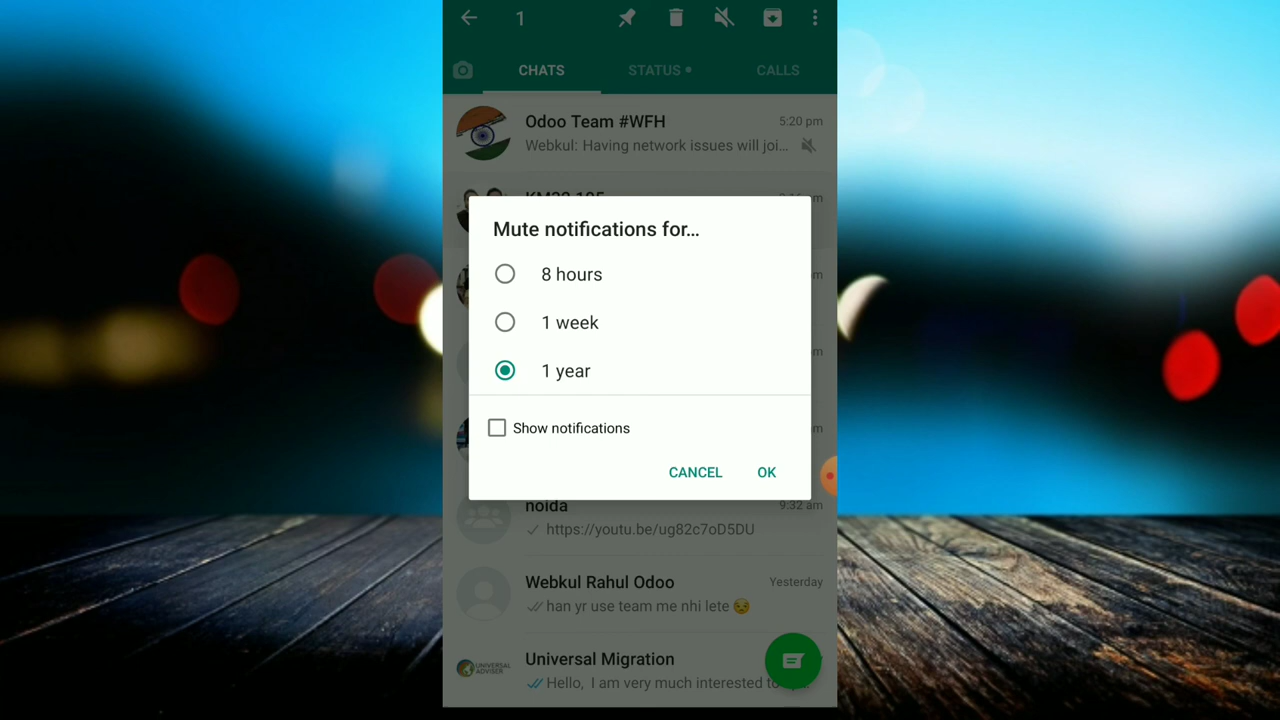 1
CHATS
STATUS
CALLS
Odoo Team #WFH
5:20 pm
Webkul: Having network issues will joi...
Mute notifications for...
8 hours
1 week
1 year
Show notifications
CANCEL
OK
noida
9:32 am
https://youtu.be/ug82c7oD5DU
Webkul Rahul Odoo
Yesterday
han yr use team me nhi lete 😒
UNIVERSAL
ADVISER
Universal Migration
Hello, I am very much interested to